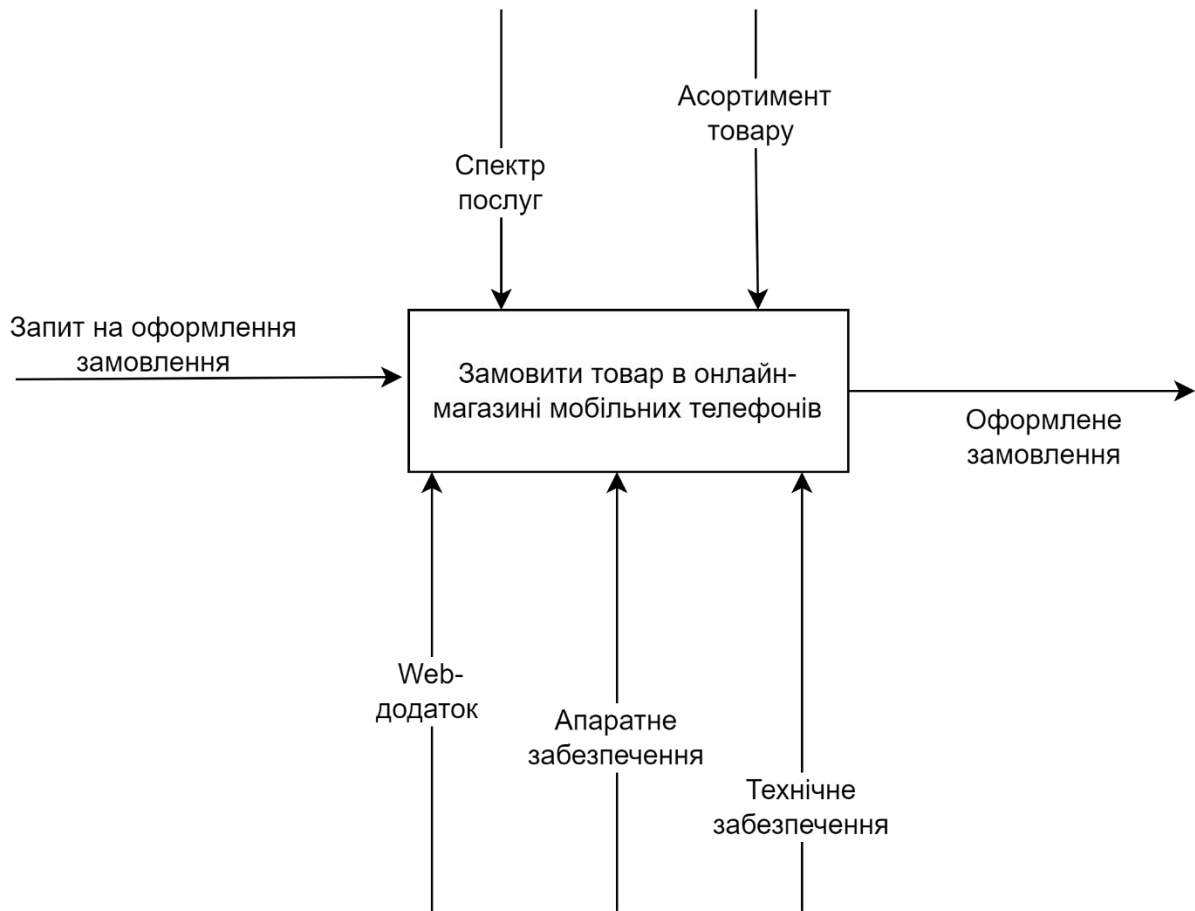 Асортимент
товару
Спектр
послуг
Запит на оформлення
замовлення
Замовити товар в онлайн-
магазині мобільних телефонів
Оформлене
замовлення
Web-
додаток
Апаратне
забезпечення
Технічне
забезпечення